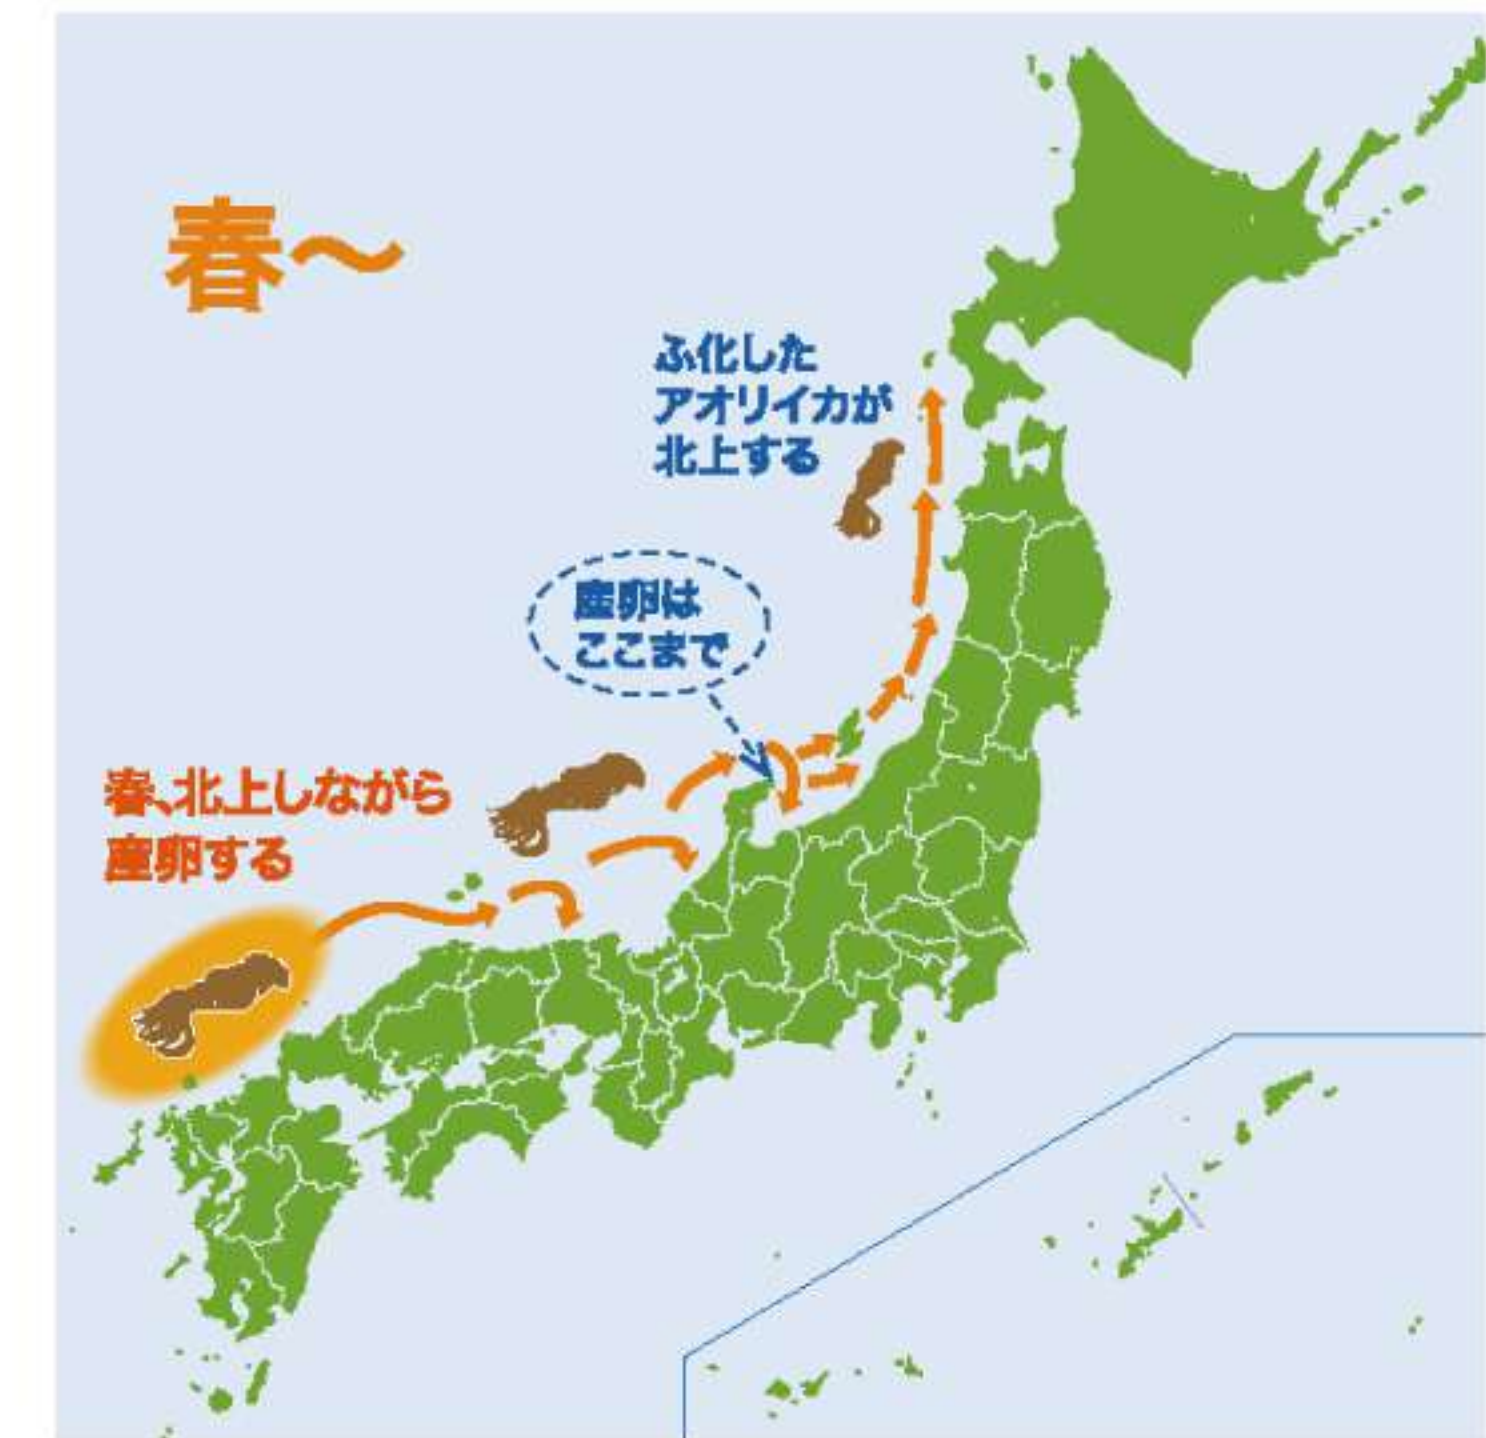 春～
ふ化した
アオリイカが
北上する
産卵は
ここまで
春、北上しながら
産卵する